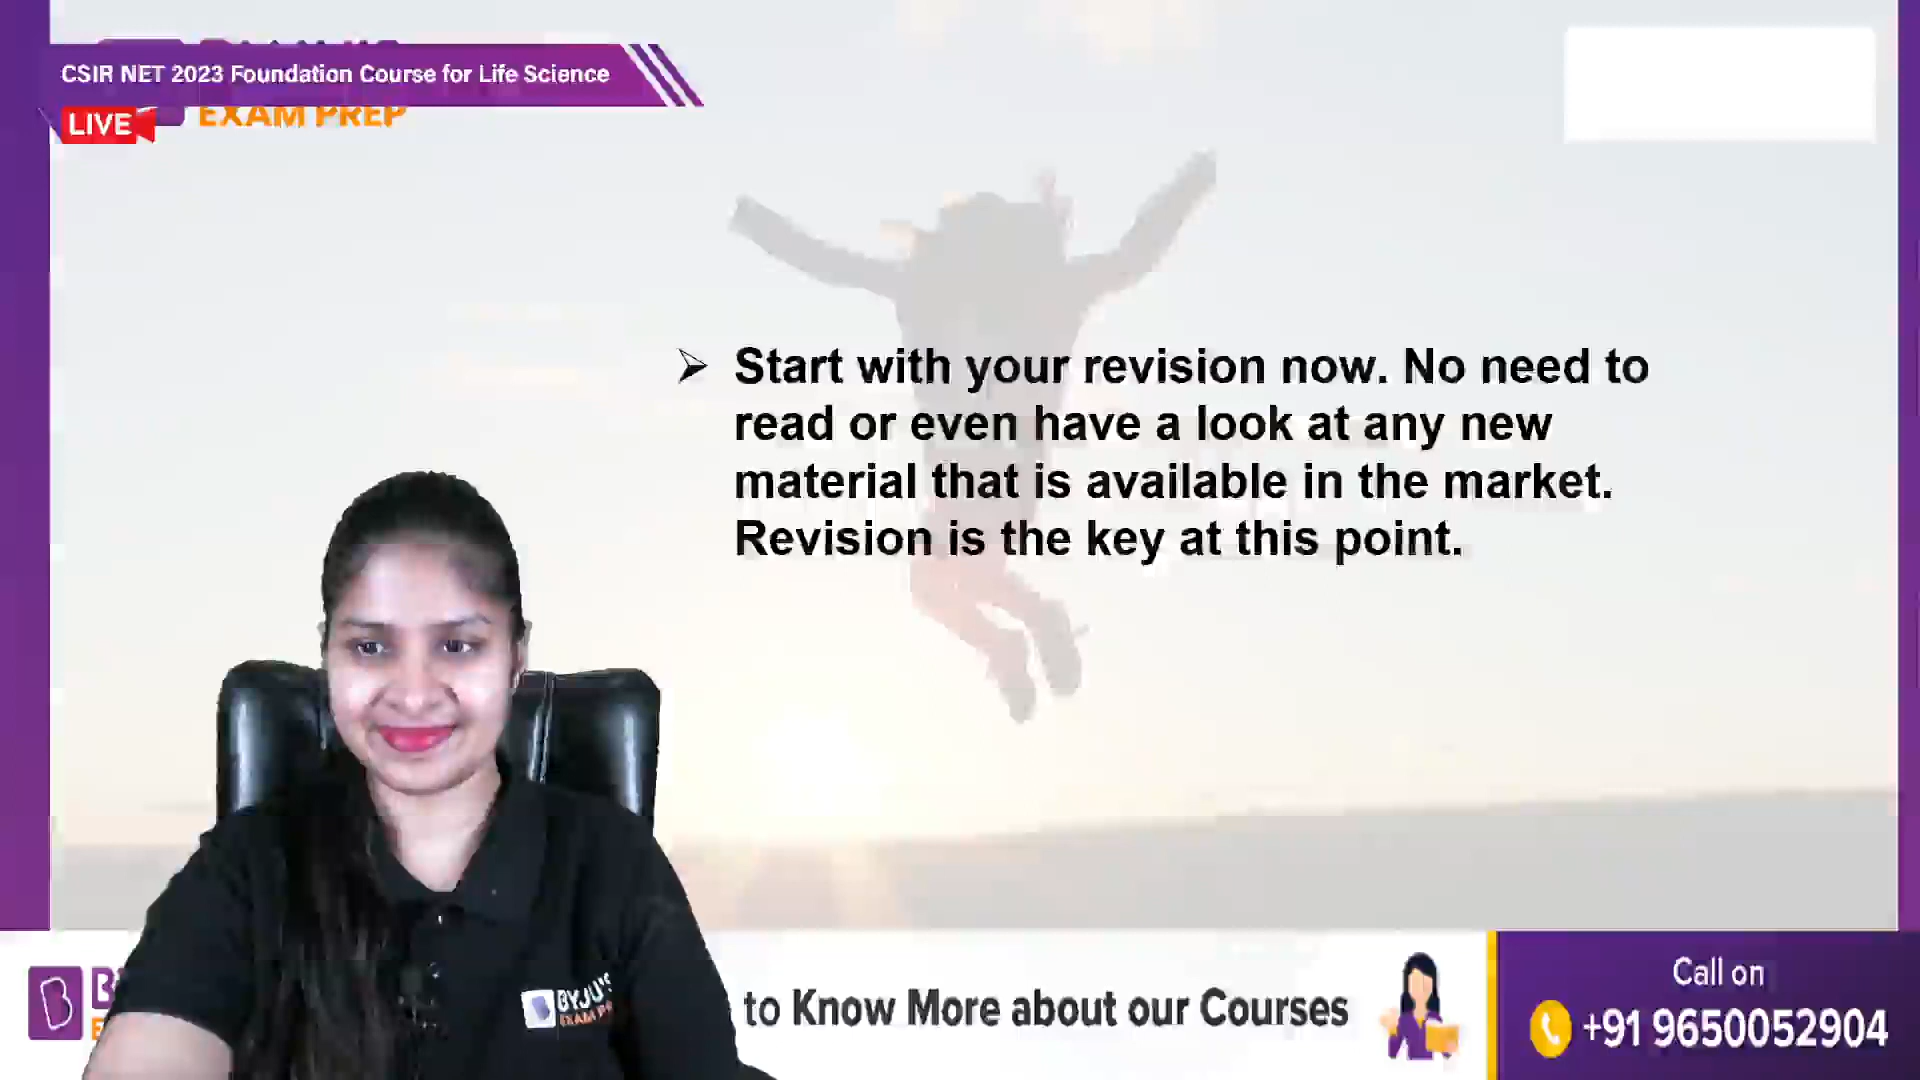 CSIR NET 2023 Foundation Course for Life Science
EXAM PREP
LIVE
➢ Start with your revision now. No need to
read or even have a look at any new
material that is available in the market.
Revision is the key at this point.
BYJU'S
EXAM
to Know More about our Courses
Call on
+91 9650052904